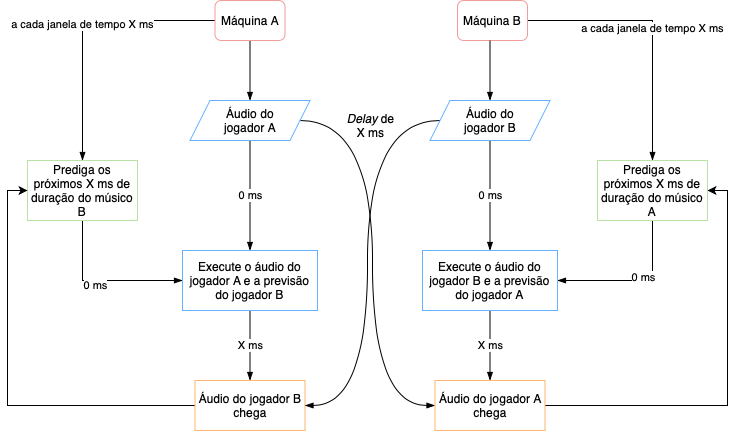 Máquina A
Máquina B
a cada janela de tempo X ms
a cada janela de tempo X ms
Áudio do
jogador A
Delay de
X ms
Áudio do
jogador B
Prediga os
próximos X ms de
duração do músico
B
Prediga os
próximos X ms de
duração do músico
A
0 ms
0 ms
Execute o áudio do
jogador A e a previsão
do jogador B
Execute o áudio do
jogador B e a previsão
do jogador A
0 ms
0 ms
X ms
X ms
Áudio do jogador B
chega
Áudio do jogador A
chega